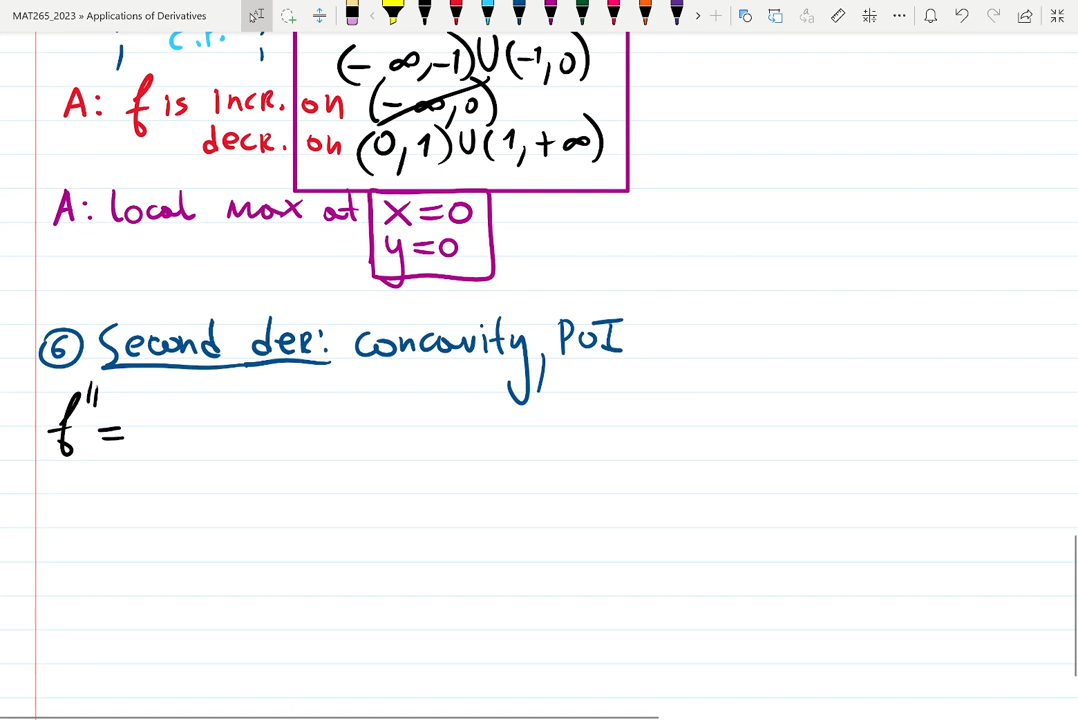 MAT265_2023 » Applications of Derivatives
c.p.
(-∞,-1)∪(-1,0)
A: f is incr. on (-∞,0)
decr. on (0,1)∪(1,+∞)
A: local max at x=0
y=0
⑥ Second der: concavity, POI
f''=